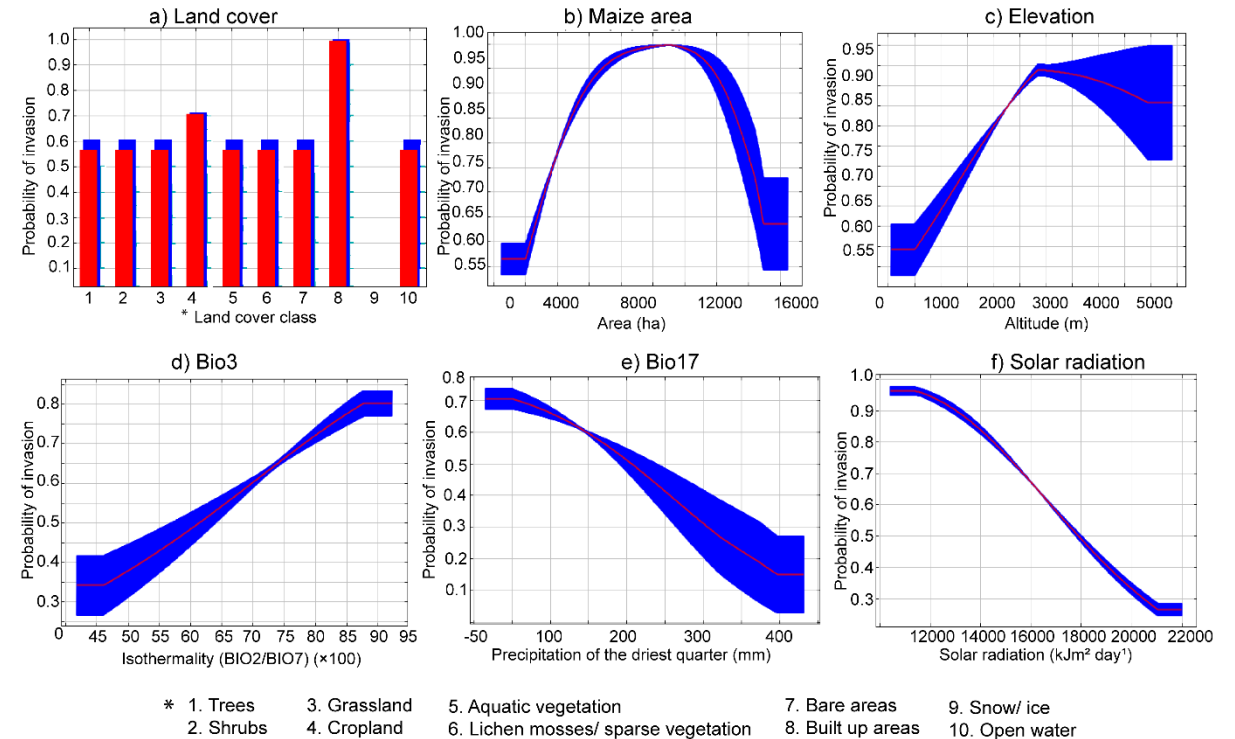 a) Land cover
Probability of invasion
1.0
0.9
0.8
0.7
0.6
0.5
0.4
0.3
0.2
0.1
1 2 3 4 5 6 7 8 9 10
* Land cover class
b) Maize area
Probability of invasion
1.00
0.95
0.90
0.85
0.80
0.75
0.70
0.65
0.60
0.55
0 4000 8000 12000 16000
Area (ha)
c) Elevation
Probability of invasion
0.95
0.90
0.85
0.75
0.70
0.65
0.60
0.55
0 1000 2000 3000 4000 5000
Altitude (m)
d) Bio3
Probability of invasion
0.8
0.7
0.6
0.5
0.4
0.3
0 45 50 55 60 65 70 75 80 85 90 95
Isothermality (BIO2/BIO7) (×100)
e) Bio17
Probability of invasion
0.8
0.7
0.6
0.5
0.4
0.3
0.2
0.1
-50 100 200 300 400
Precipitation of the driest quarter (mm)
f) Solar radiation
Probability of invasion
1.0
0.9
0.8
0.7
0.6
0.5
0.4
0.3
12000 14000 16000 18000 20000 22000
Solar radiation (kJm² day¹)
* 1. Trees 3. Grassland 5. Aquatic vegetation 7. Bare areas 9. Snow/ ice
2. Shrubs 4. Cropland 6. Lichen mosses/ sparse vegetation 8. Built up areas 10. Open water